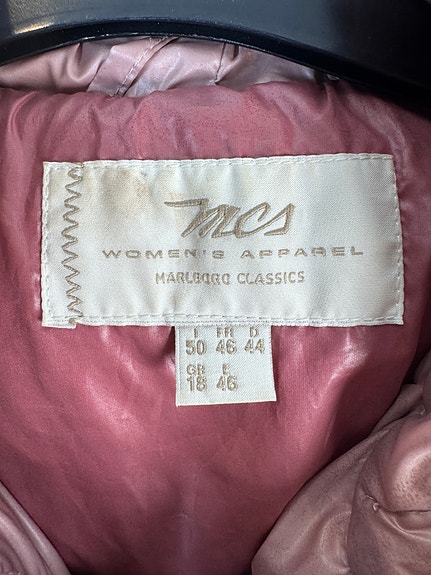 mcs
WOMEN'S APPAREL
MARLBORO CLASSICS
I FR D
50 46 44
GB E
18 46